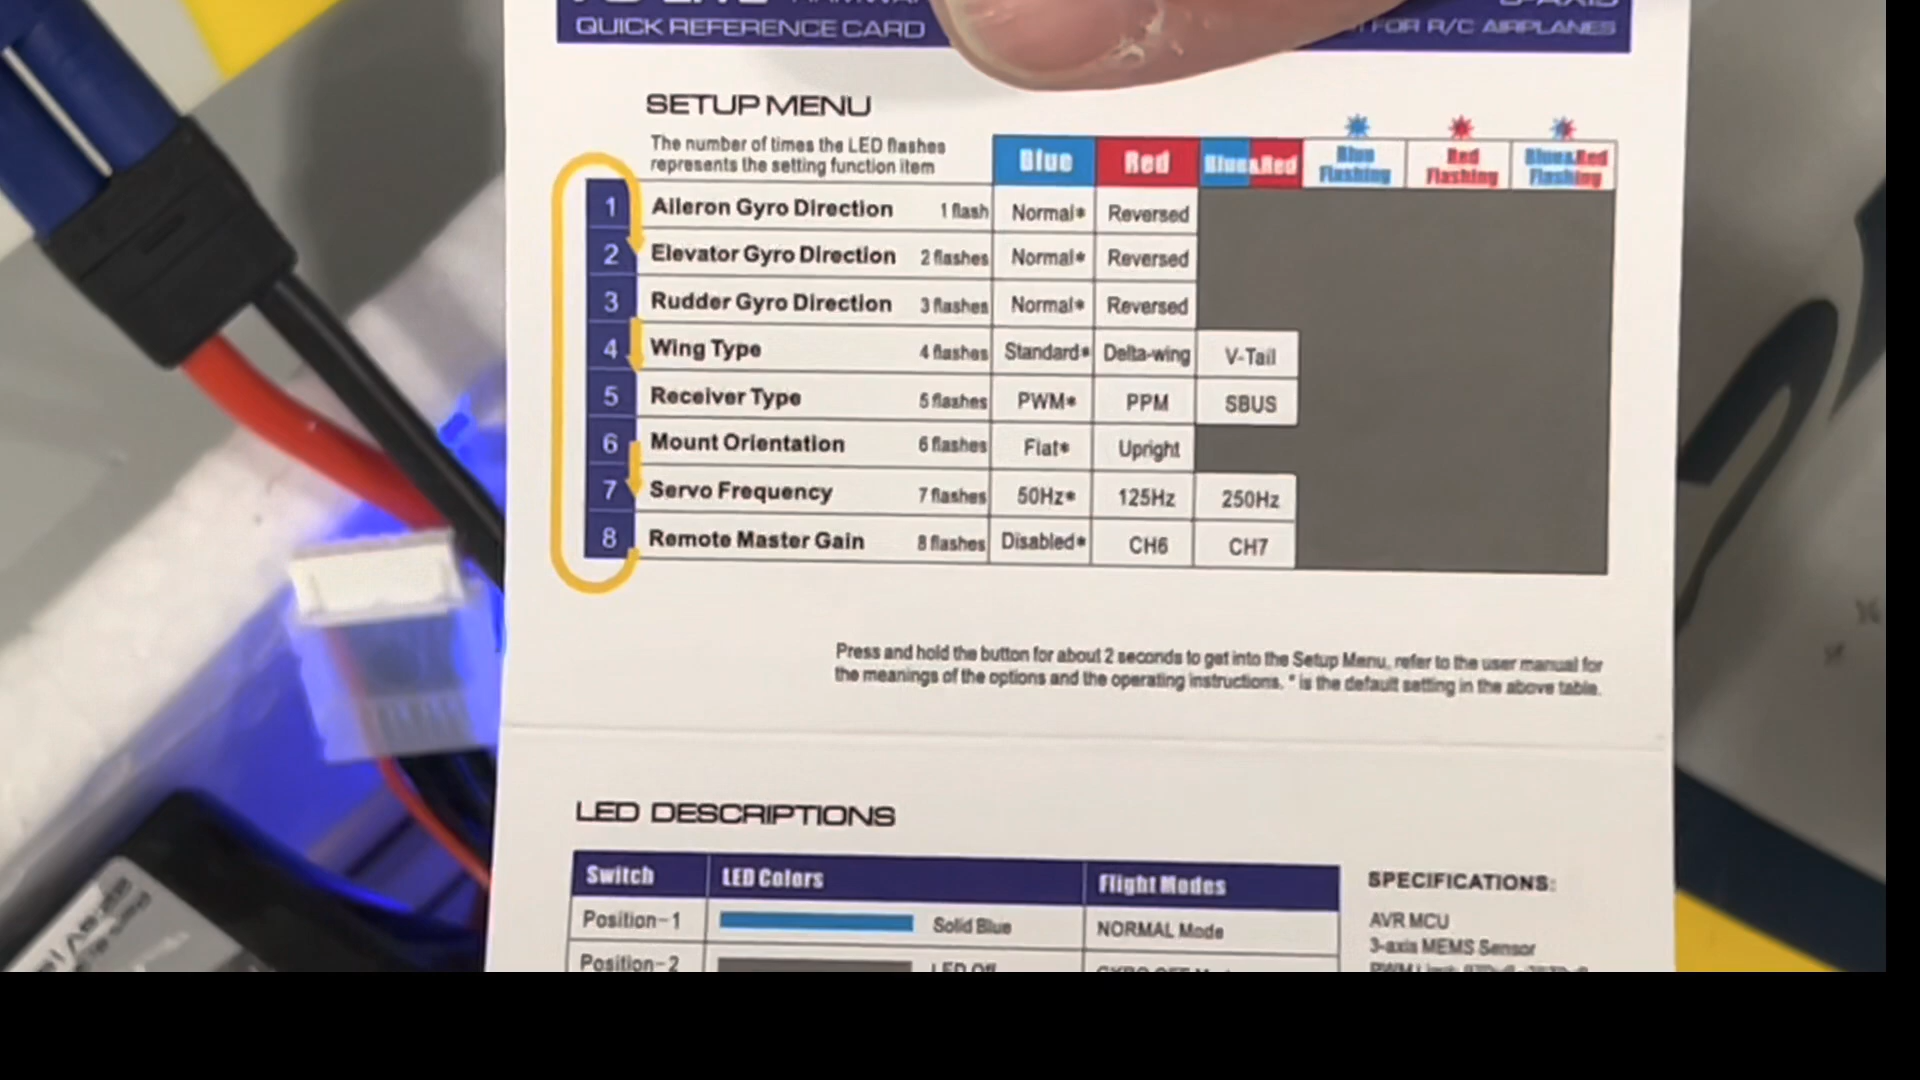 QUICK REFERENCE CARD
FOR R/C AIRPLANES
SETUP MENU
The number of times the LED flashes
represents the setting function item
Blue Red Blue&Red Blue Flashing Red Flashing Blue&Red Flashing
1 Aileron Gyro Direction 1 flash Normal* Reversed
2 Elevator Gyro Direction 2 flashes Normal* Reversed
3 Rudder Gyro Direction 3 flashes Normal* Reversed
4 Wing Type 4 flashes Standard* Delta-wing V-Tail
5 Receiver Type 5 flashes PWM* PPM SBUS
6 Mount Orientation 6 flashes Flat* Upright
7 Servo Frequency 7 flashes 50Hz* 125Hz 250Hz
8 Remote Master Gain 8 flashes Disabled* CH6 CH7
Press and hold the button for about 2 seconds to get into the Setup Menu, refer to the user manual for
the meanings of the options and the operating instructions. * is the default setting in the above table.
LED DESCRIPTIONS
Switch LED Colors Flight Modes
Position-1 Solid Blue NORMAL Mode
Position-2 LED Off
SPECIFICATIONS:
AVR MCU
3-axis MEMS Sensor